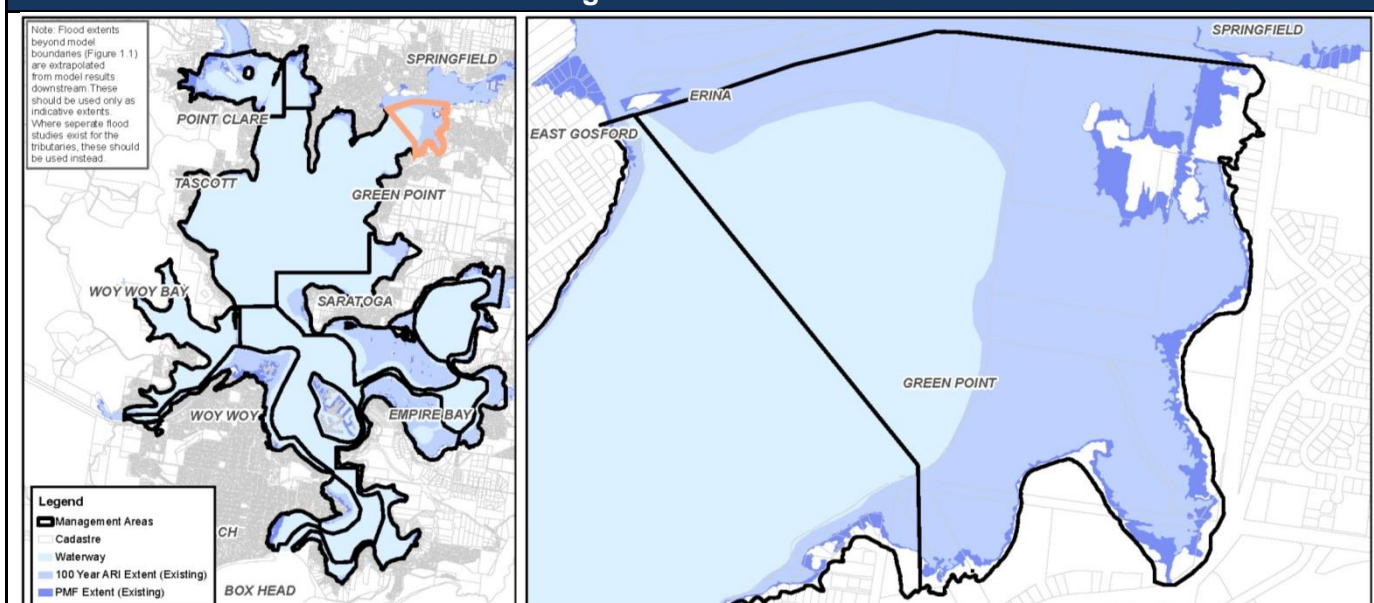 Note: Flood extents
beyond model
boundaries (Figure 1.1)
are extrapolated
from model results
downstream.These
should be used only as
indicative extents.
Where seperate flood
studies exist for the
tributaries, these should
be used instead.
SPRINGFIELD
POINT CLARE
TASCOTT
GREEN POINT
WOY WOY BAY
SARATOGA
WOY WOY
EMPIRE BAY
CH
BOX HEAD
Legend
Management Areas
Cadastre
Waterway
100 Year ARI Extent (Existing)
PMF Extent (Existing)
SPRINGFIELD
ERINA
EAST GOSFORD
GREEN POINT